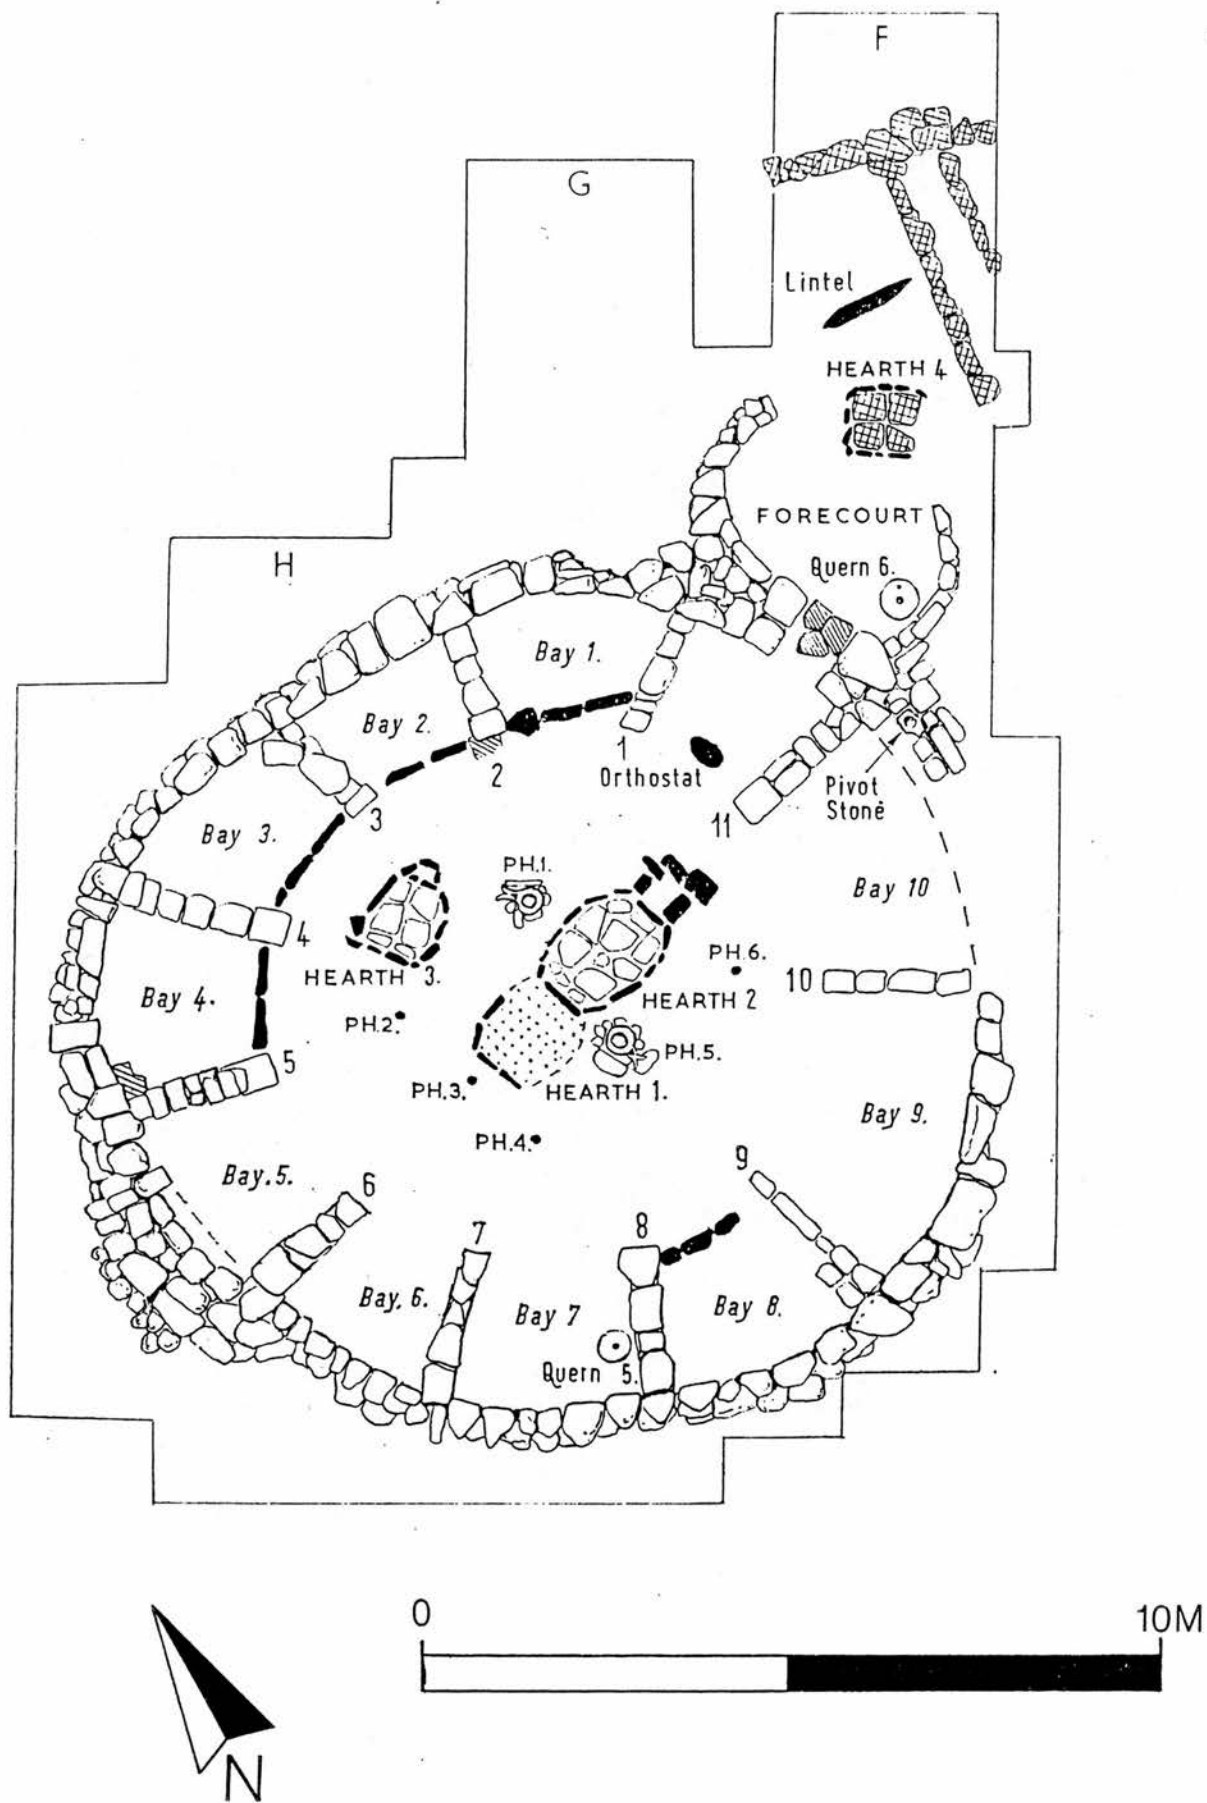 F
G
Lintel
HEARTH 4
FORECOURT
H
Quern 6.
Bay 1.
Bay 2.
1
2
Orthostat
Pivot
Stone
3
11
Bay 3.
PH.1.
Bay 10
4
HEARTH 3.
PH.6.
10
Bay 4.
HEARTH 2
PH.2.
5
PH.5.
PH.3.
HEARTH 1.
Bay 9.
PH.4.
Bay.5.
6
9
7
8
Bay. 6.
Bay 7
Bay 8.
Quern 5.
0
10M
N